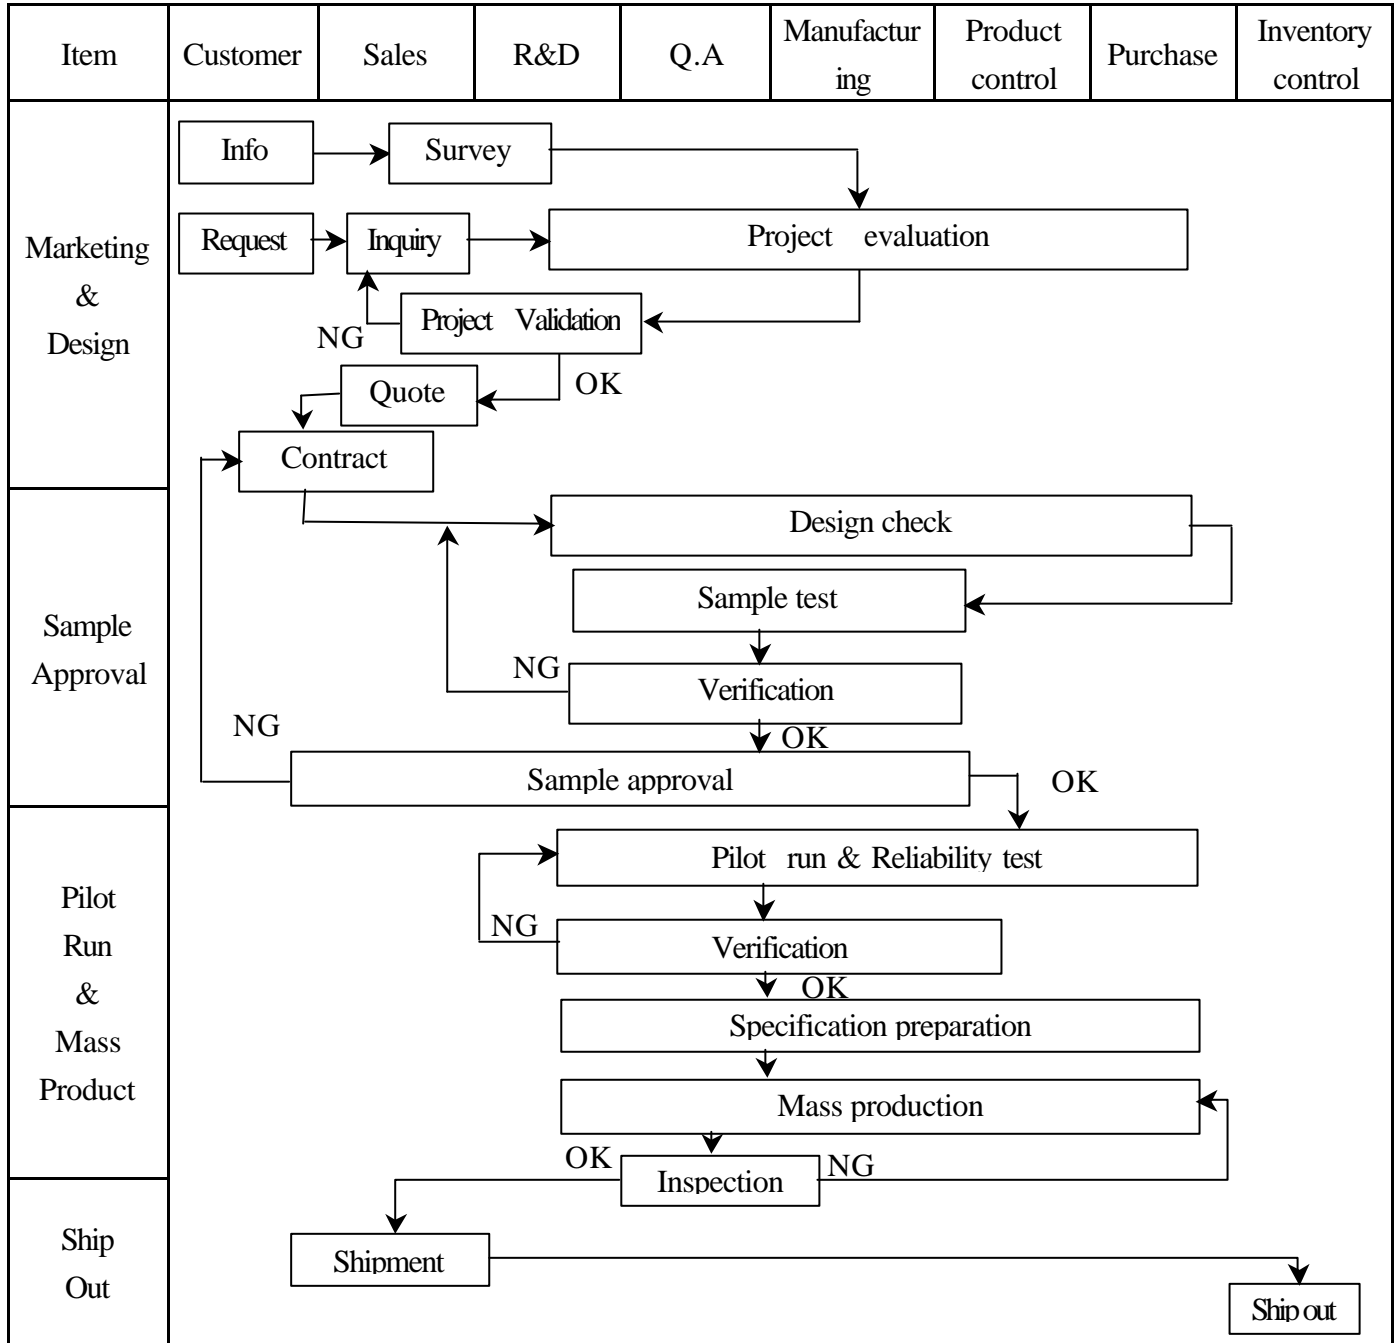 Item
Customer
Sales
R&D
Q.A
Manufactur
ing
Product
control
Purchase
Inventory
control
Marketing
&
Design
Info
Survey
Request
Inquiry
Project evaluation
NG
Project Validation
OK
Quote
Contract
Sample
Approval
Design check
Sample test
NG
Verification
NG
OK
Sample approval
OK
Pilot
Run
&
Mass
Product
Pilot run & Reliability test
NG
Verification
OK
Specification preparation
Mass production
OK
Inspection
NG
Ship
Out
Shipment
Ship out